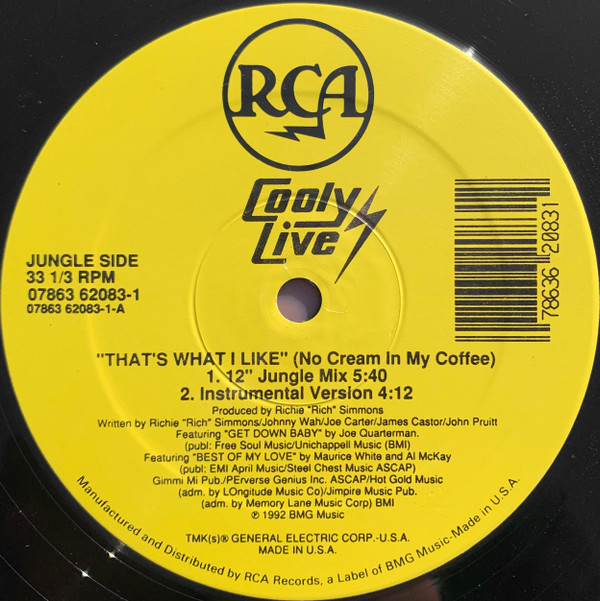 RCA
Cooly
Live
JUNGLE SIDE
33 1/3 RPM
07863 62083-1
07863 62083-1-A
78636 20831
"THAT'S WHAT I LIKE" (No Cream In My Coffee)
1. 12" Jungle Mix 5:40
2. Instrumental Version 4:12
Produced by Richie "Rich" Simmons
Written by Richie "Rich" Simmons/Johnny Wah/Joe Carter/James Castor/John Pruitt
Featuring "GET DOWN BABY" by Joe Quarterman.
(publ: Free Soul Music/Unichappell Music (BMI)
Featuring "BEST OF MY LOVE" by Maurice White and Al McKay
(publ: EMI April Music/Steel Chest Music ASCAP)
Gimmi Mi Pub./PErverse Genius Inc. ASCAP/Hot Gold Music
(adm. by LOngitude Music Co)/Jimpire Music Pub.
(adm. by Memory Lane Music Corp) BMI
℗ 1992 BMG Music
TMK(s)® GENERAL ELECTRIC CORP.-U.S.A.
MADE IN U.S.A.
Manufactured and Distributed by RCA Records, a Label of BMG Music-Made in U.S.A.